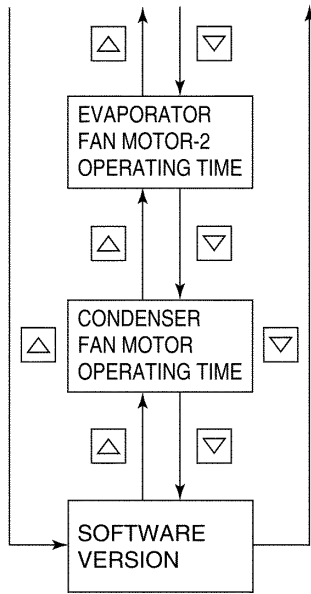 EVAPORATOR
FAN MOTOR-2
OPERATING TIME
CONDENSER
FAN MOTOR
OPERATING TIME
SOFTWARE
VERSION